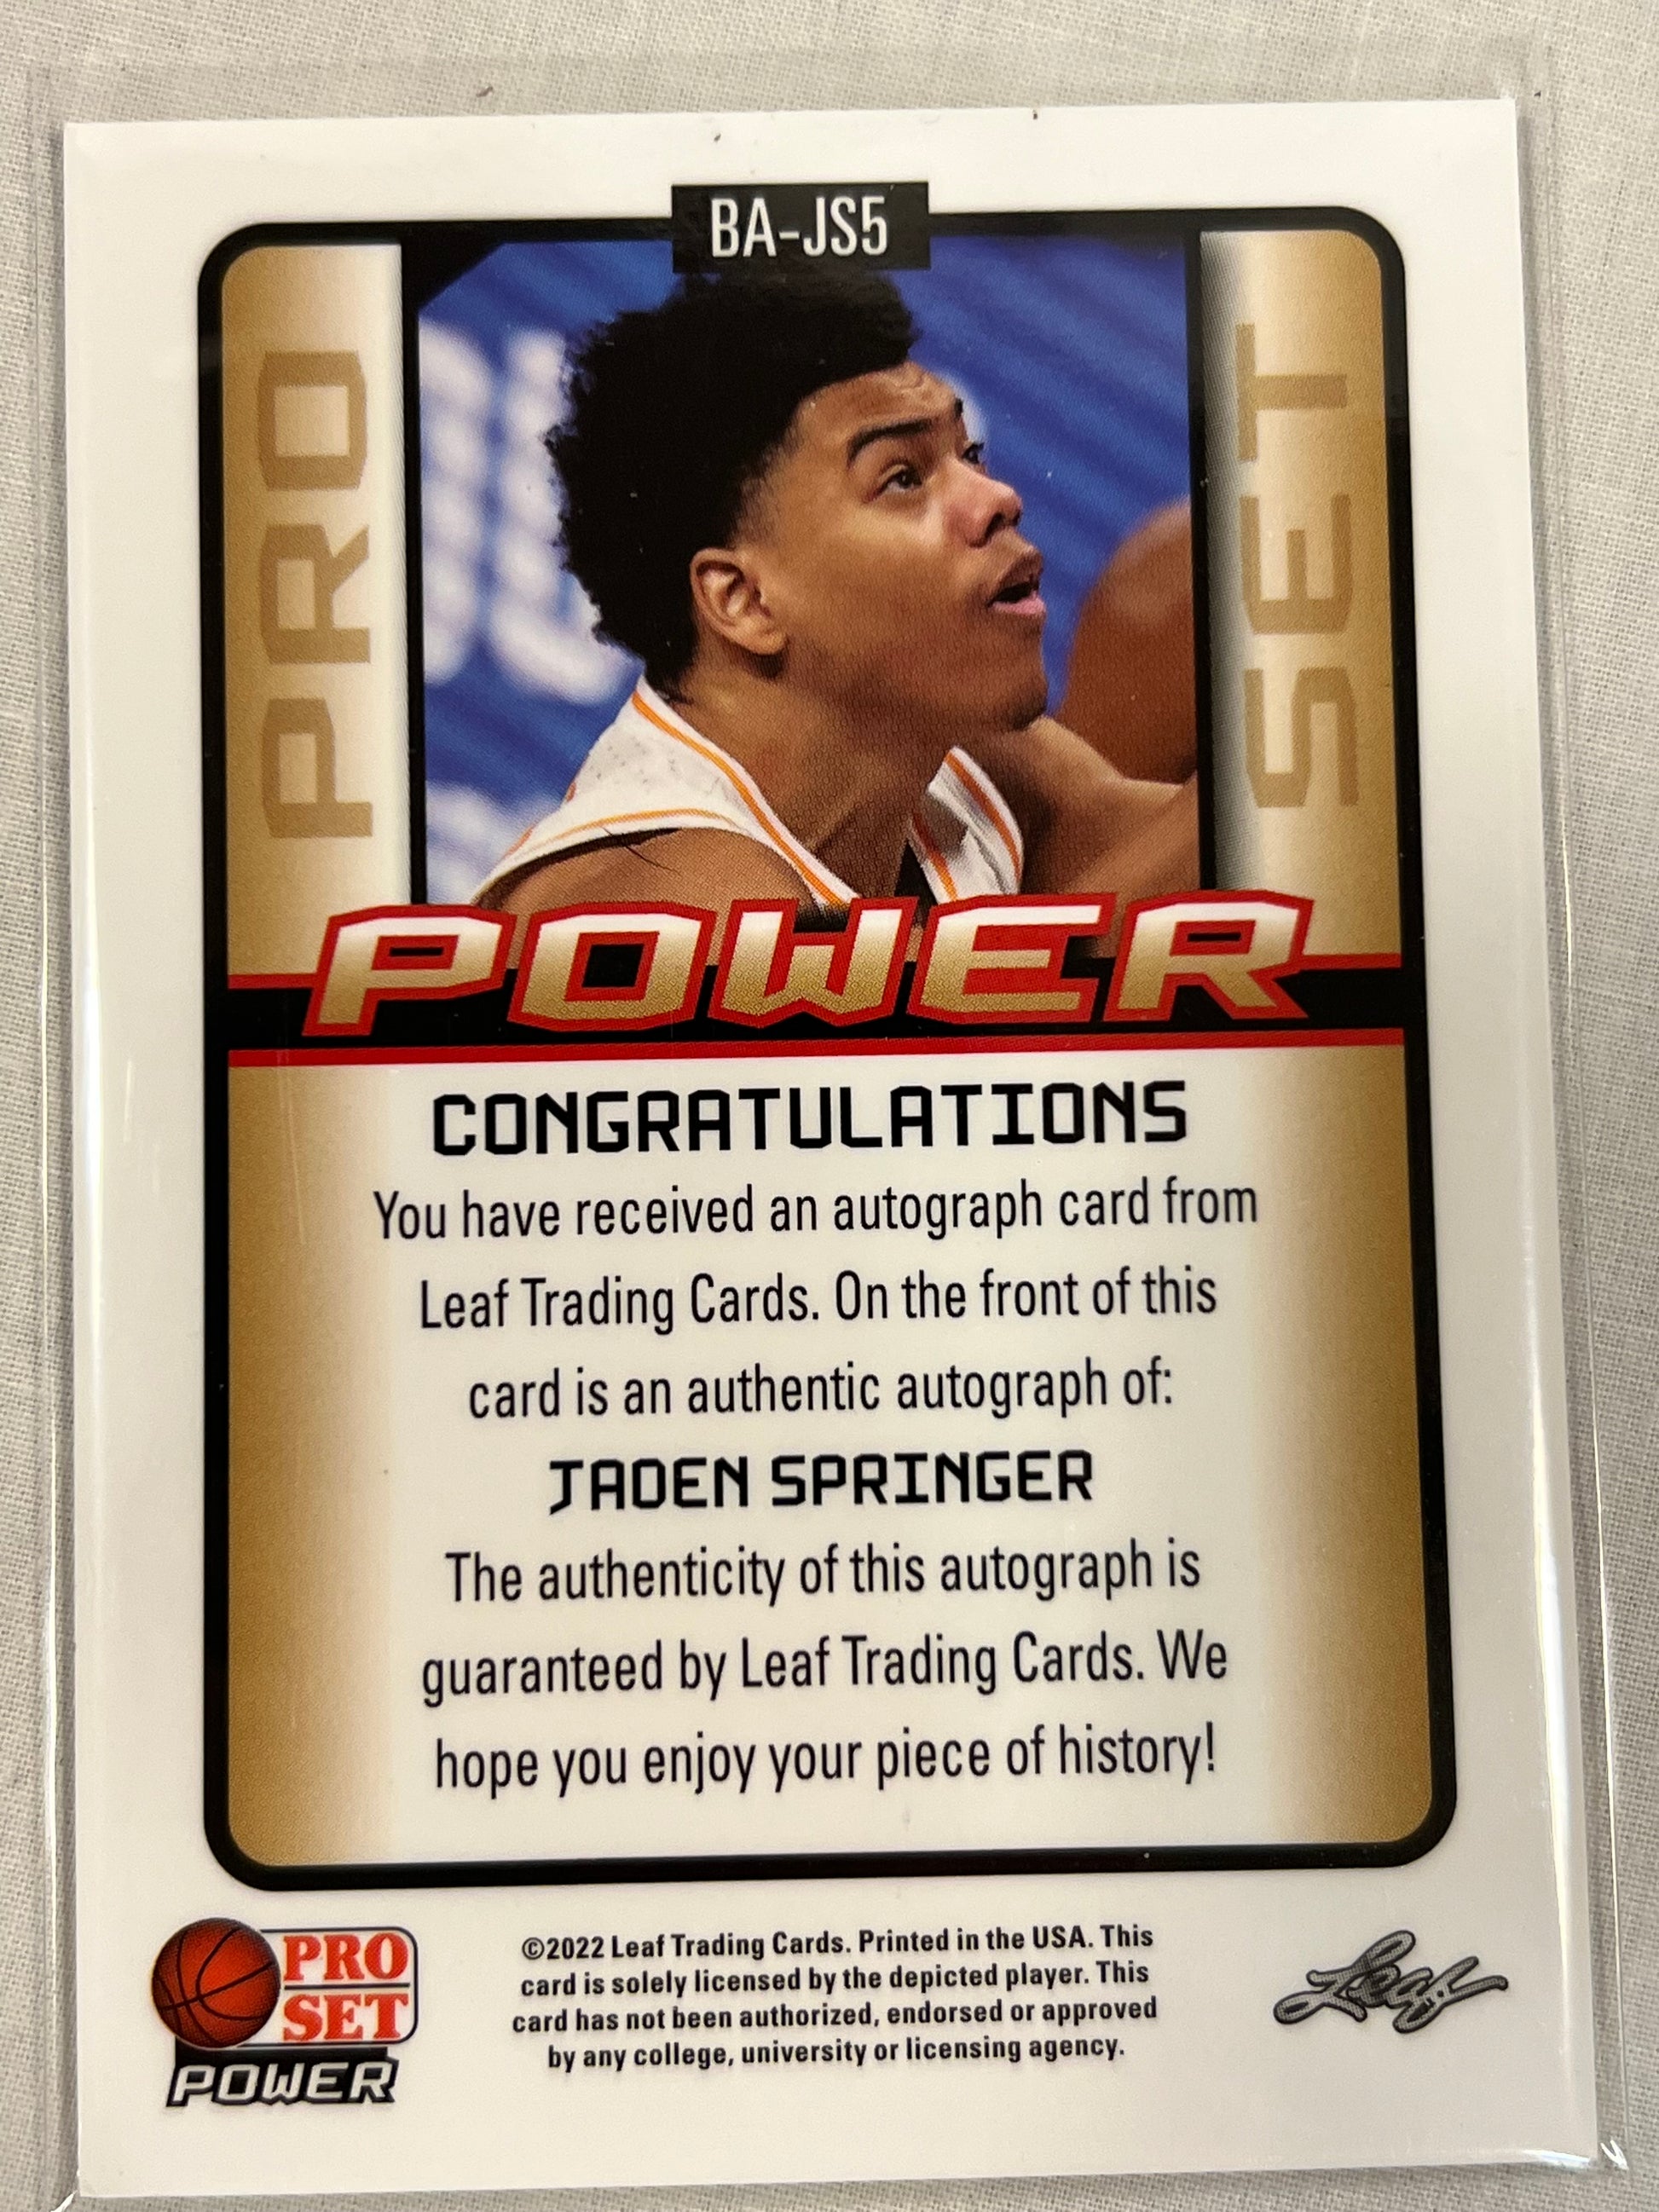 BA-JS5
PRO
SET
POWER
CONGRATULATIONS
You have received an autograph card from
Leaf Trading Cards. On the front of this
card is an authentic autograph of:
JADEN SPRINGER
The authenticity of this autograph is
guaranteed by Leaf Trading Cards. We
hope you enjoy your piece of history!
PRO
SET
POWER
©2022 Leaf Trading Cards. Printed in the USA. This
card is solely licensed by the depicted player. This
card has not been authorized, endorsed or approved
by any college, university or licensing agency.
Leaf